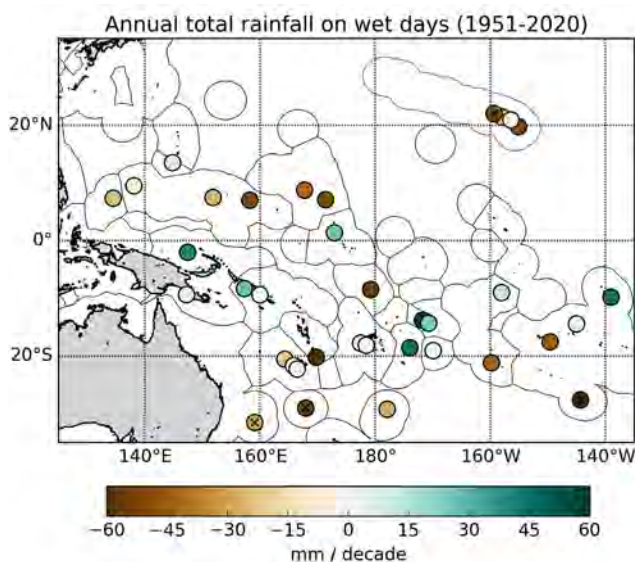 Annual total rainfall on wet days (1951-2020)
20°N
0°
20°S
140°E 160°E 180° 160°W 140°W
−60 −45 −30 −15 0 15 30 45 60
mm / decade